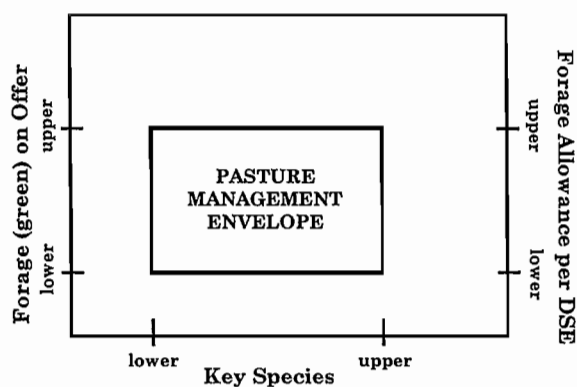 Forage (green) on Offer
upper
lower
PASTURE
MANAGEMENT
ENVELOPE
upper
lower
Forage Allowance per DSE
lower
upper
Key Species